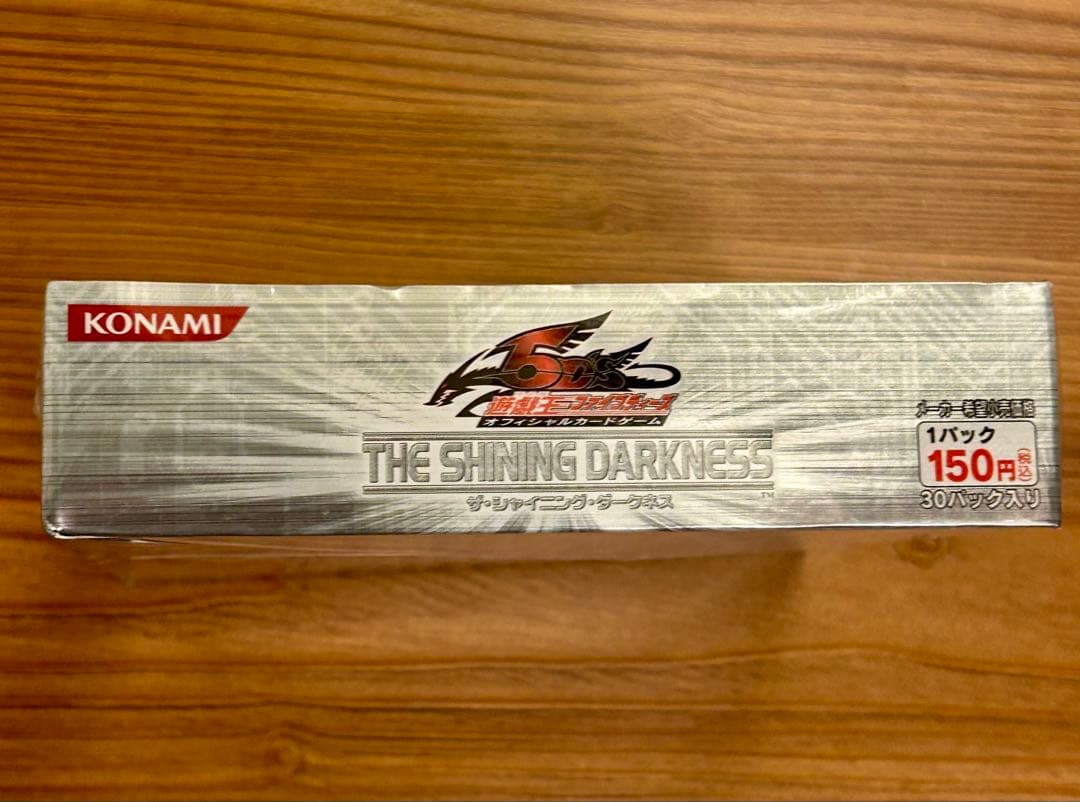 KONAMI
5D's
遊戯王ファイブディーズ
オフィシャルカードゲーム
THE SHINING DARKNESS
TM
ザ・シャイニング・ダークネス
メーカー希望小売価格
1パック
150円(税込)
30パック入り